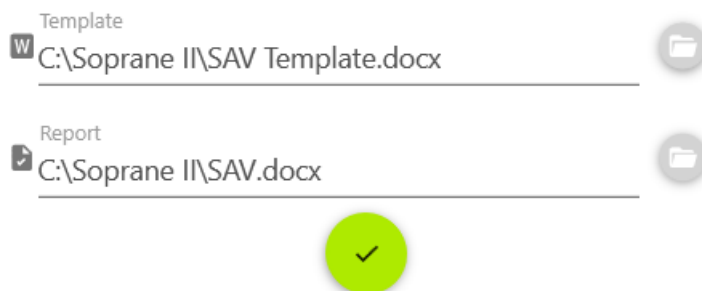 Template
W
C:\Soprane II\SAV Template.docx
Report
C:\Soprane II\SAV.docx